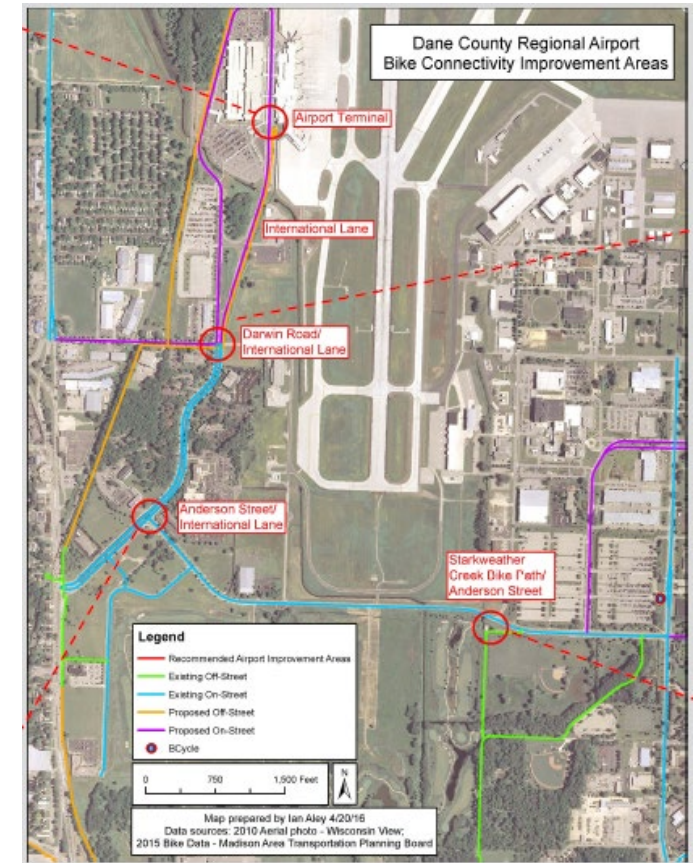 Dane County Regional Airport
Bike Connectivity Improvement Areas
Airport Terminal
International Lane
Darwin Road/
International Lane
Anderson Street/
International Lane
Starkweather
Creek Bike Path/
Anderson Street
Legend
Recommended Airport Improvement Areas
Existing Off-Street
Existing On-Street
Proposed Off-Street
Proposed On-Street
BCycle
0 750 1,500 Feet
N
Map prepared by Ian Aley 4/20/16
Data sources: 2010 Aerial photo - Wisconsin View;
2015 Bike Data - Madison Area Transportation Planning Board